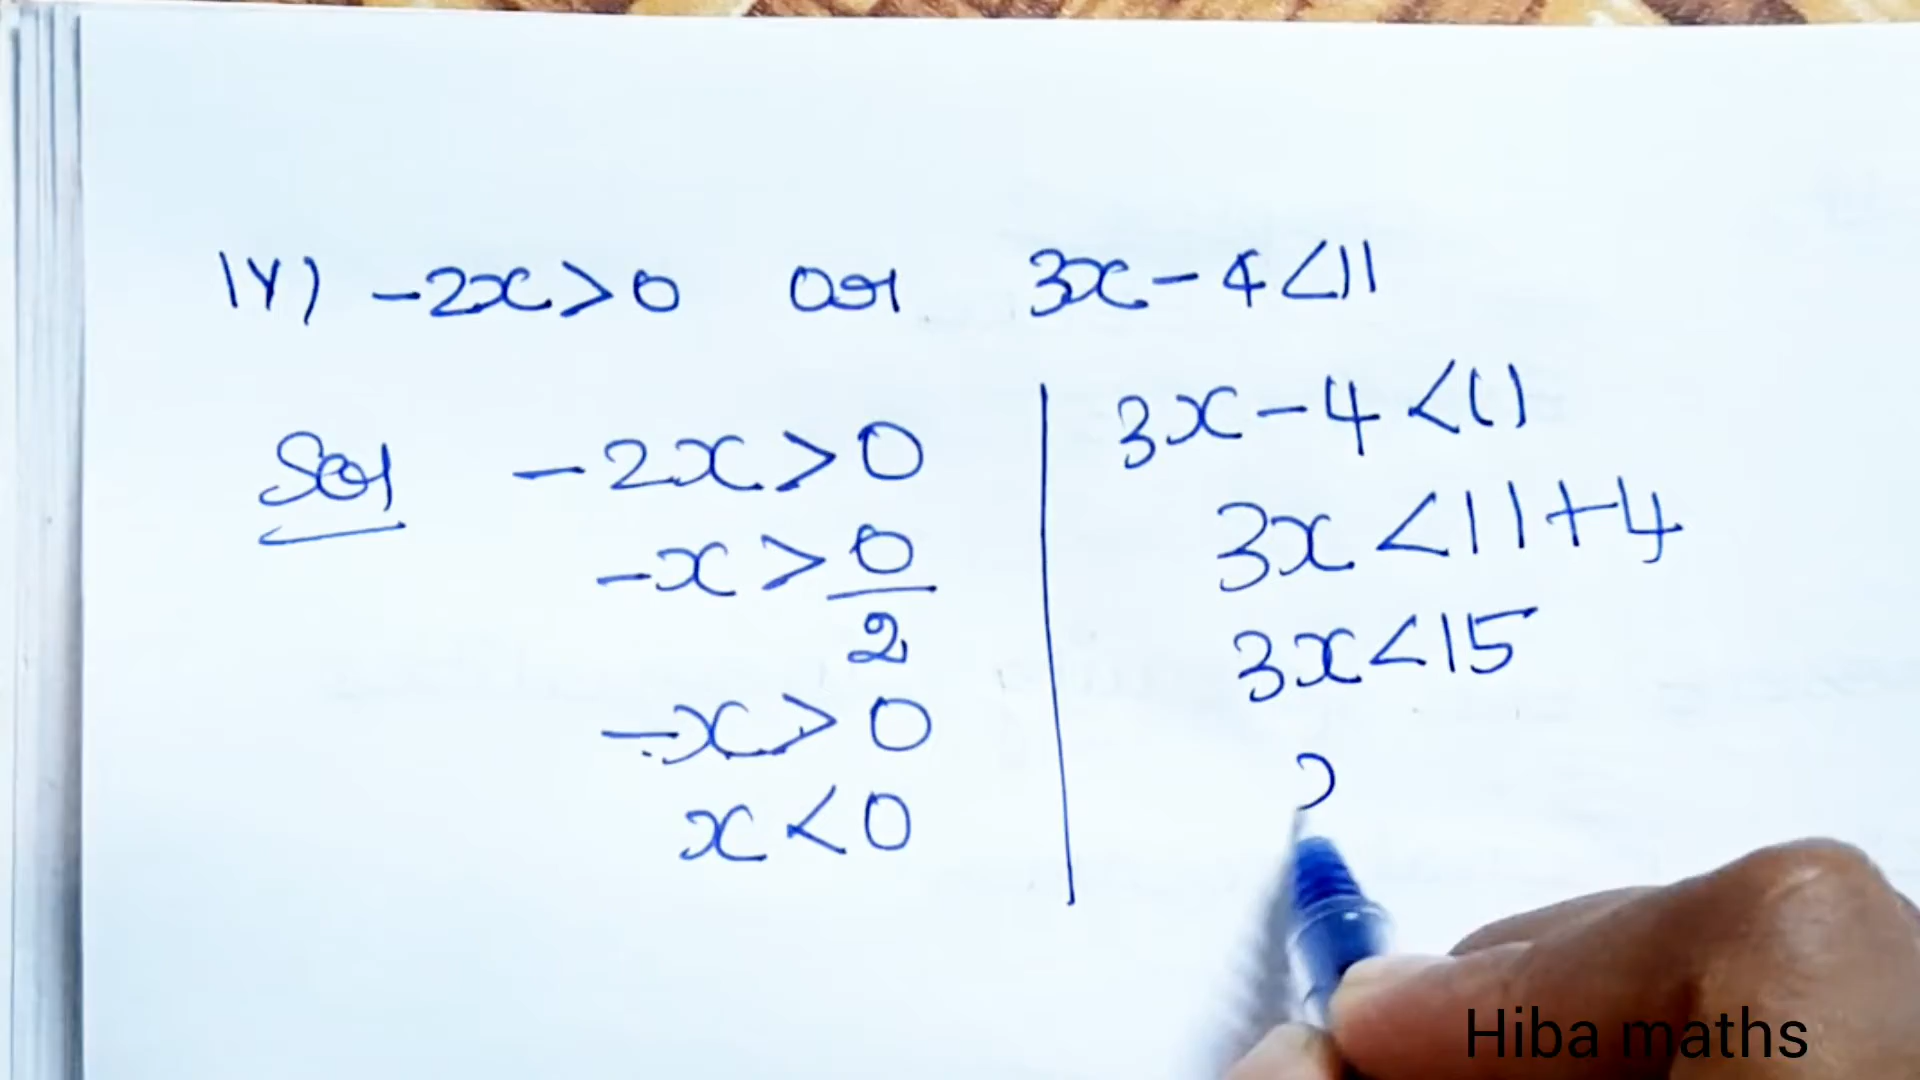 IV) -2x>0 or 3x-4<11
Sol -2x>0
-x>0/2
-x>0
x<0
3x-4<11
3x<11+4
3x<15
Hiba maths